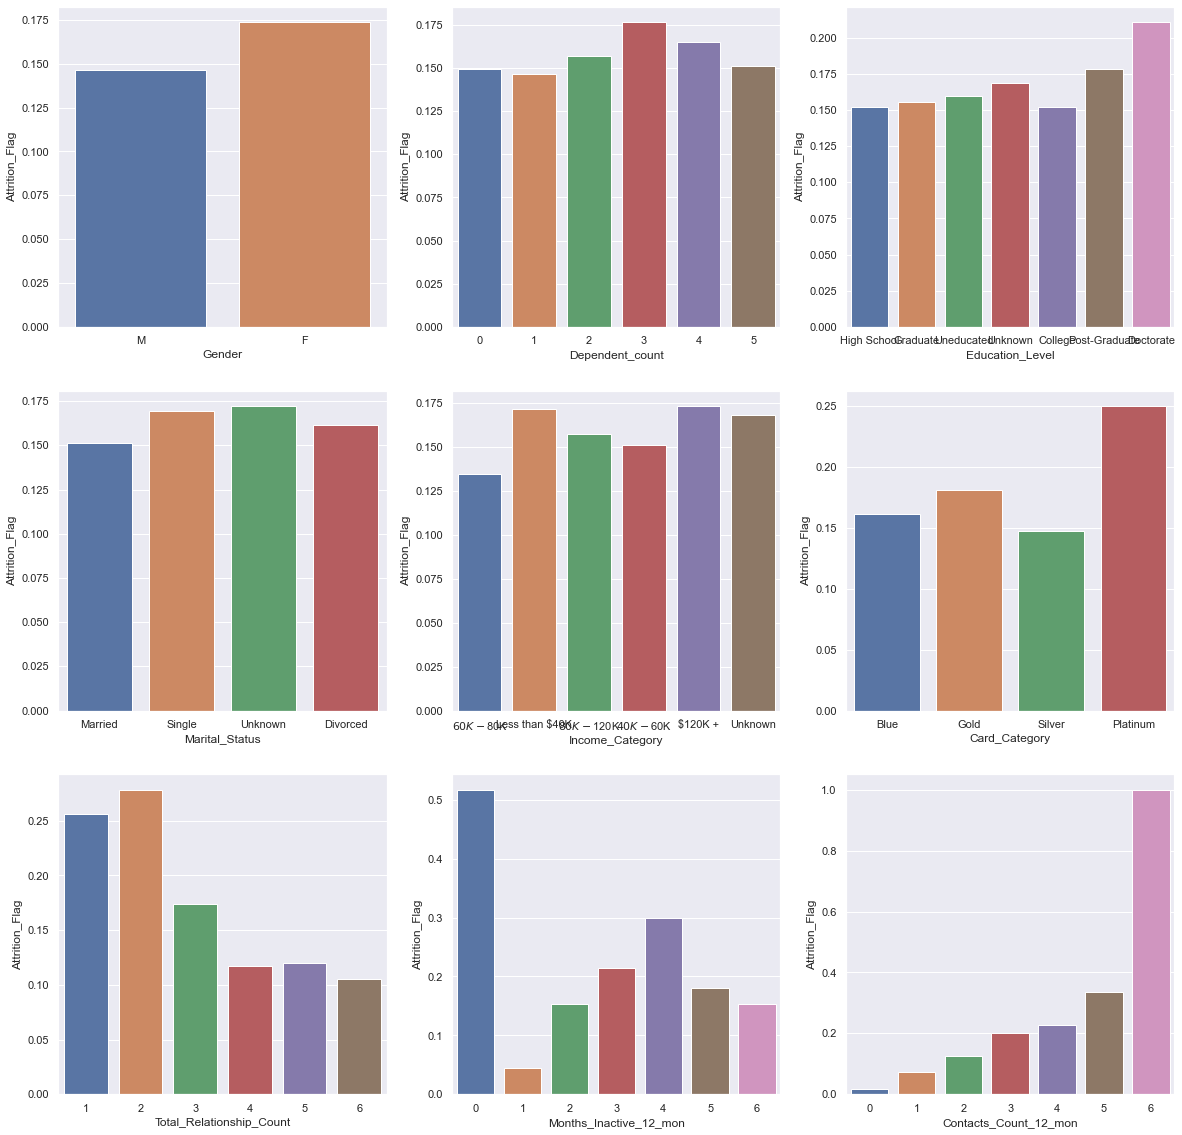 0.175
0.150
0.125
0.100
0.075
0.050
0.025
0.000
Attrition_Flag
M F
Gender
0.175
0.150
0.125
0.100
0.075
0.050
0.025
0.000
Attrition_Flag
0 1 2 3 4 5
Dependent_count
0.200
0.175
0.150
0.125
0.100
0.075
0.050
0.025
0.000
Attrition_Flag
High School Graduate Uneducated Unknown College Post-Graduate Doctorate
Education_Level
0.175
0.150
0.125
0.100
0.075
0.050
0.025
0.000
Attrition_Flag
Married Single Unknown Divorced
Marital_Status
0.175
0.150
0.125
0.100
0.075
0.050
0.025
0.000
Attrition_Flag
60K − 80K Less than $40K 80K − 120K 40K − 60K $120K + Unknown
Income_Category
0.25
0.20
0.15
0.10
0.05
0.00
Attrition_Flag
Blue Gold Silver Platinum
Card_Category
0.25
0.20
0.15
0.10
0.05
0.00
Attrition_Flag
1 2 3 4 5 6
Total_Relationship_Count
0.5
0.4
0.3
0.2
0.1
0.0
Attrition_Flag
0 1 2 3 4 5 6
Months_Inactive_12_mon
1.0
0.8
0.6
0.4
0.2
0.0
Attrition_Flag
0 1 2 3 4 5 6
Contacts_Count_12_mon